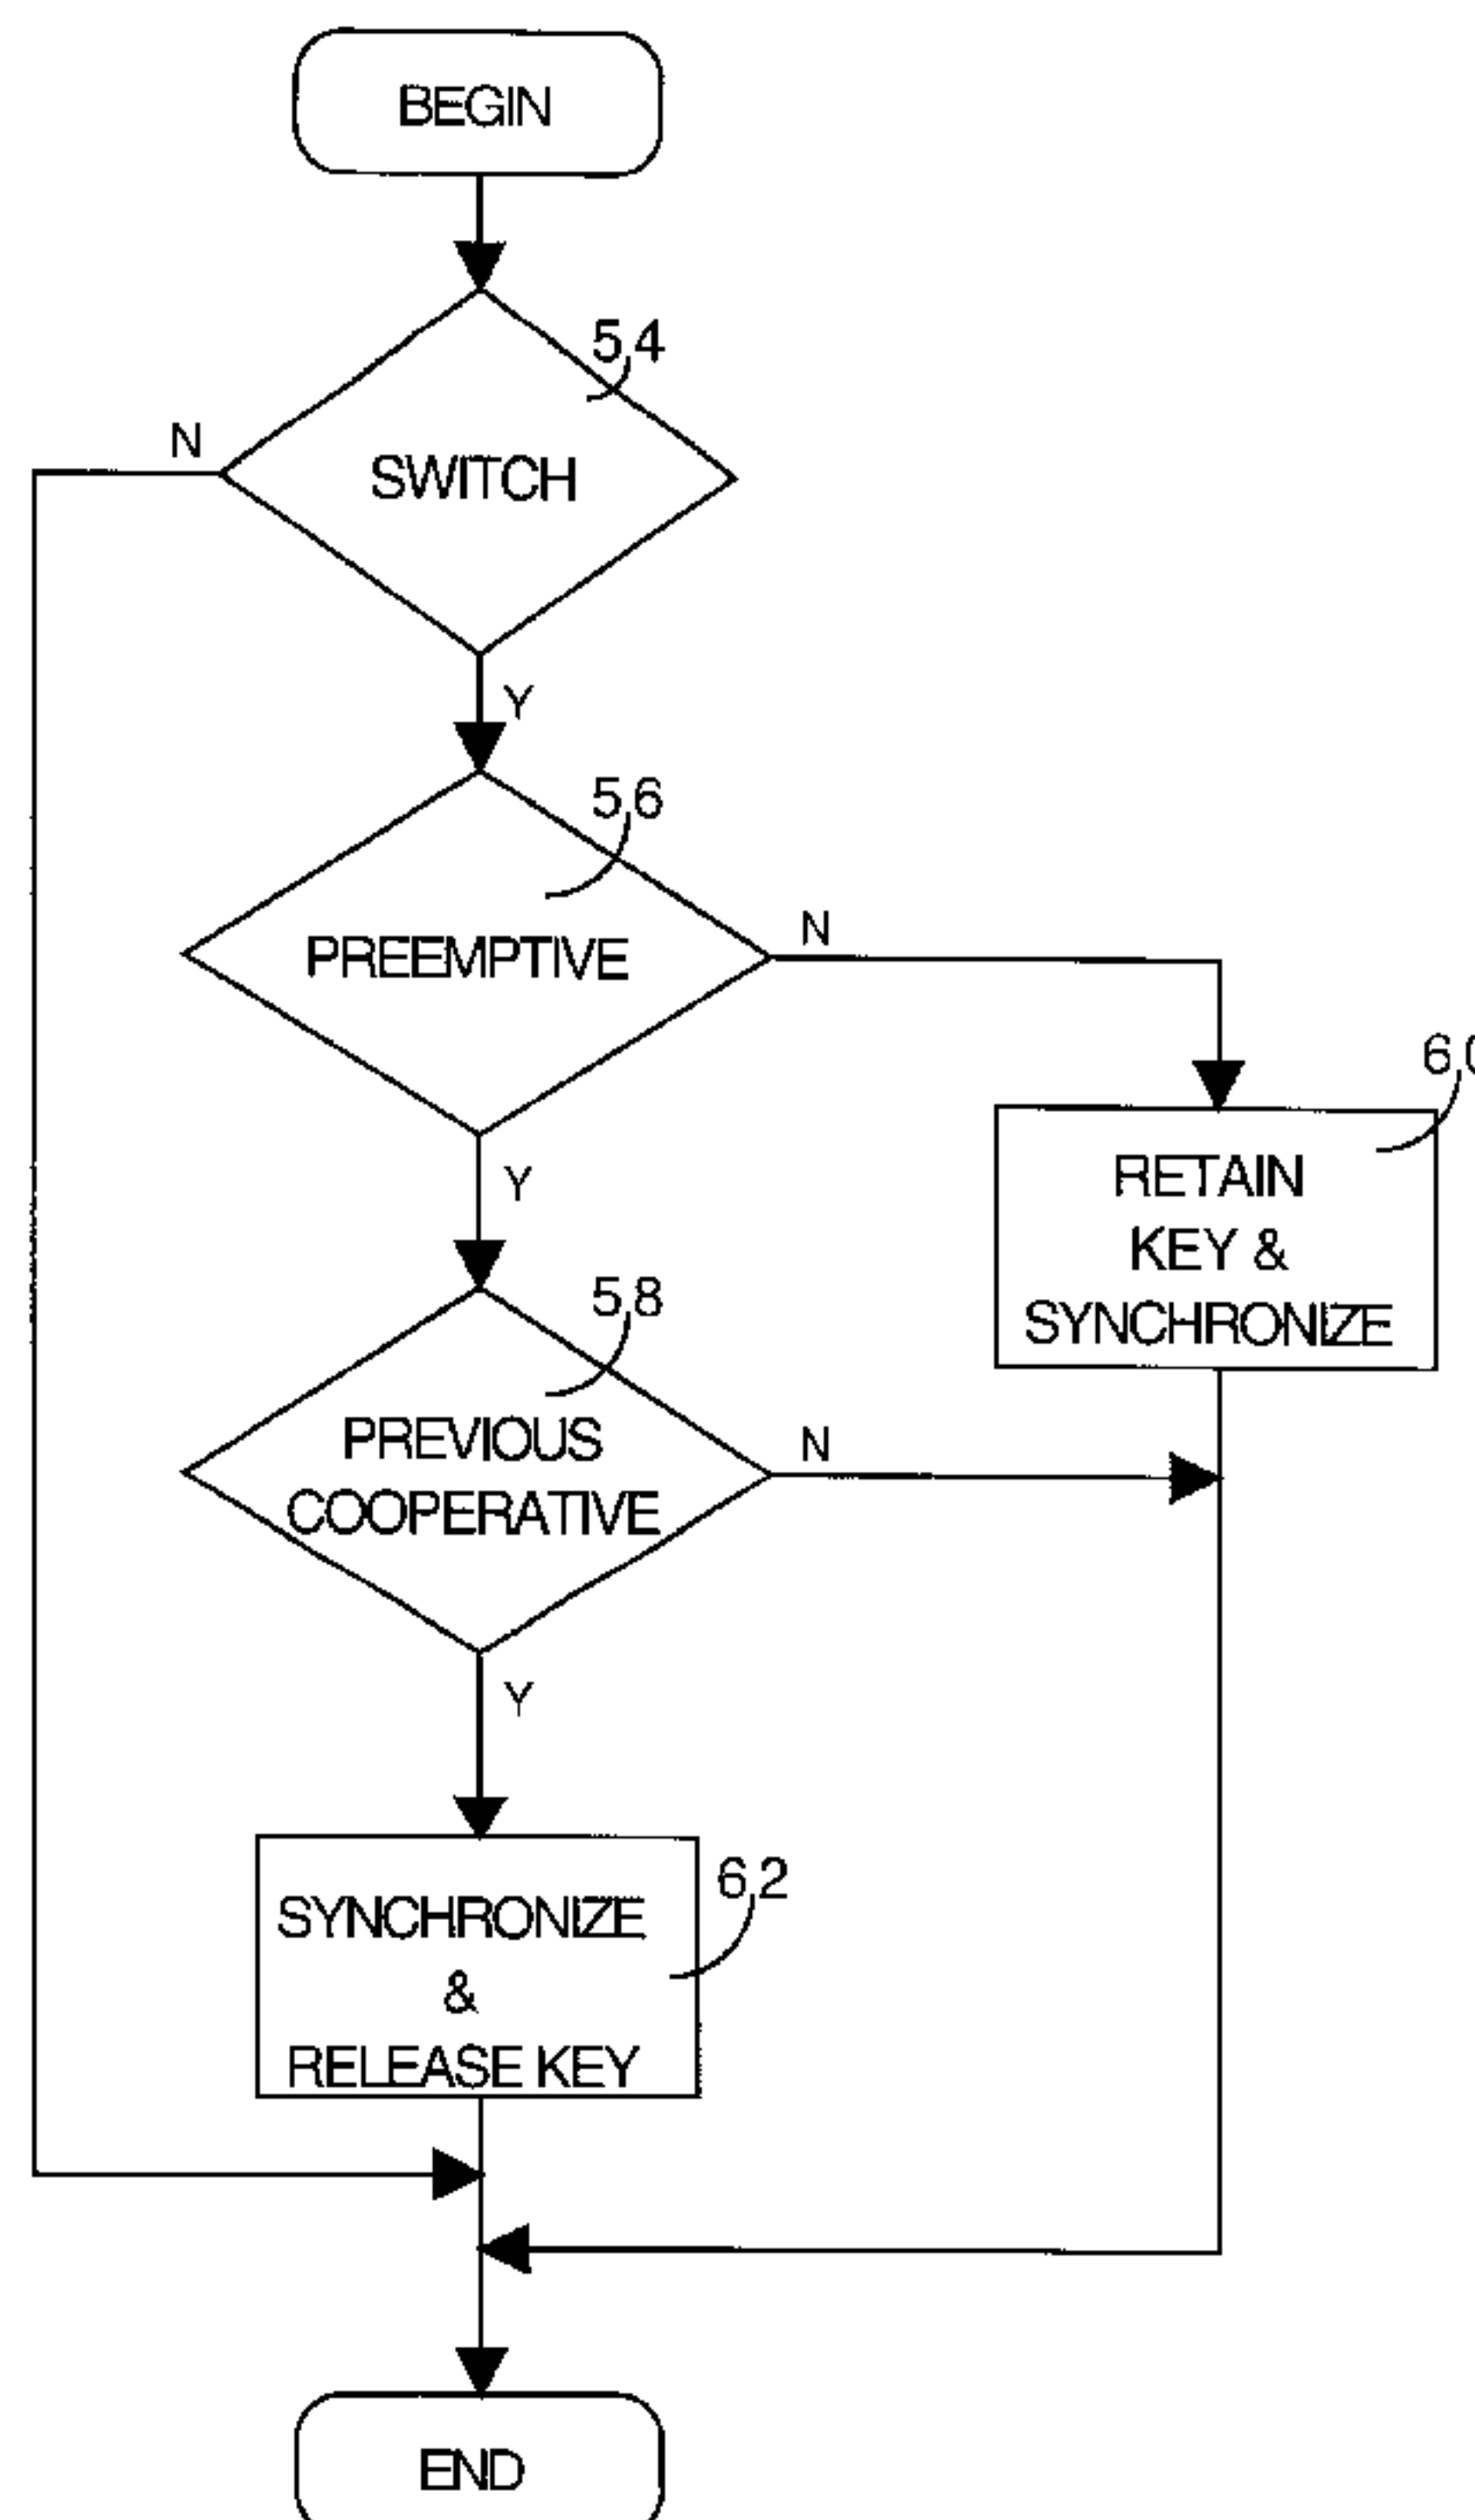 BEGIN
54
N
SWITCH
Y
56
PREEMPTIVE
N
Y
RETAIN
KEY &
SYNCHRONIZE
58
PREVIOUS
COOPERATIVE
N
Y
62
SYNCHRONIZE
&
RELEASE KEY
END